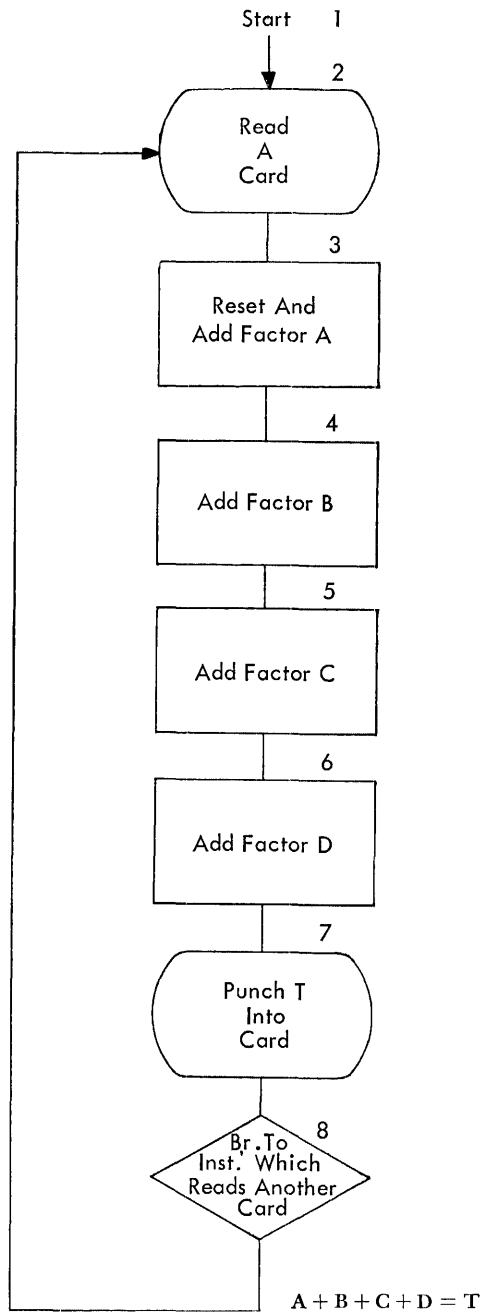 Start 1
2
Read
A
Card
3
Reset And
Add Factor A
4
Add Factor B
5
Add Factor C
6
Add Factor D
7
Punch T
Into
Card
8
Br. To
Inst.' Which
Reads Another
Card
A + B + C + D = T